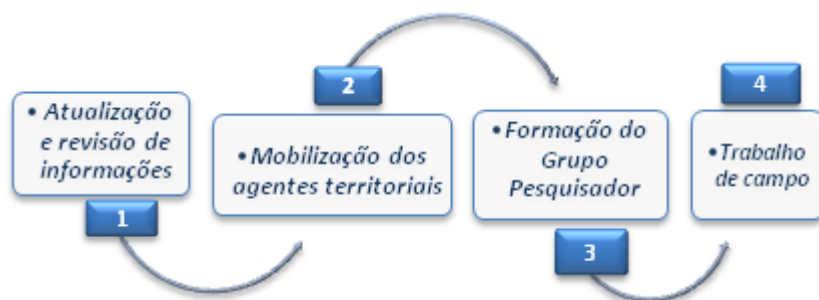 1
• Atualização
e revisão de
informações
2
• Mobilização dos
agentes territoriais
3
• Formação do
Grupo
Pesquisador
4
• Trabalho
de campo